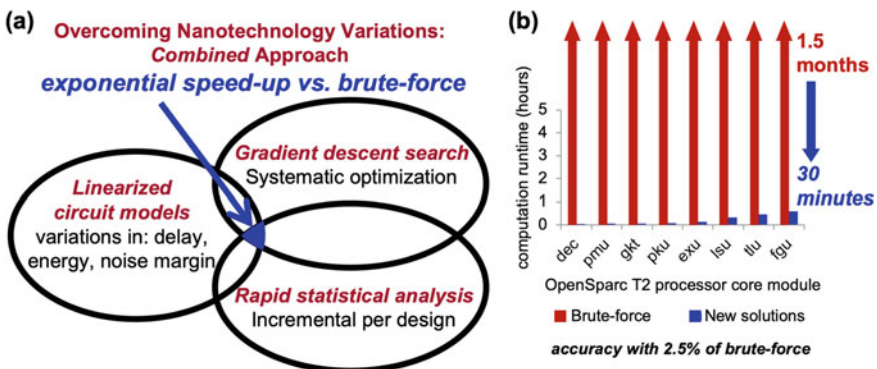 (a)
Overcoming Nanotechnology Variations:
Combined Approach
exponential speed-up vs. brute-force
Gradient descent search
Systematic optimization
Linearized
circuit models
variations in: delay,
energy, noise margin
Rapid statistical analysis
Incremental per design
(b)
computation runtime (hours)
5
4
3
2
1
0
1.5
months
30
minutes
dec
pmu
gkt
pku
exu
lsu
tlu
fgu
OpenSparc T2 processor core module
Brute-force
New solutions
accuracy with 2.5% of brute-force